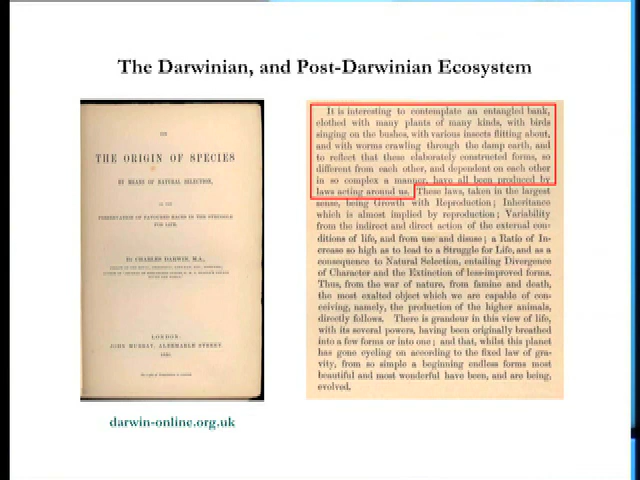 The Darwinian, and Post-Darwinian Ecosystem
ON
THE ORIGIN OF SPECIES
BY MEANS OF NATURAL SELECTION,
OR THE
PRESERVATION OF FAVOURED RACES IN THE STRUGGLE
FOR LIFE.
By CHARLES DARWIN, M.A.,
LONDON:
JOHN MURRAY, ALBEMARLE STREET.
1859.
darwin-online.org.uk
It is interesting to contemplate an entangled bank,
clothed with many plants of many kinds, with birds
singing on the bushes, with various insects flitting about,
and with worms crawling through the damp earth, and
to reflect that these elaborately constructed forms, so
different from each other, and dependent on each other
in so complex a manner, have all been produced by
laws acting around us. These laws, taken in the largest
sense, being Growth with Reproduction; Inheritance
which is almost implied by reproduction; Variability
from the indirect and direct action of the external con-
ditions of life, and from use and disuse; a Ratio of In-
crease so high as to lead to a Struggle for Life, and as a
consequence to Natural Selection, entailing Divergence
of Character and the Extinction of less-improved forms.
Thus, from the war of nature, from famine and death,
the most exalted object which we are capable of con-
ceiving, namely, the production of the higher animals,
directly follows. There is grandeur in this view of life,
with its several powers, having been originally breathed
into a few forms or into one; and that, whilst this planet
has gone cycling on according to the fixed law of gra-
vity, from so simple a beginning endless forms most
beautiful and most wonderful have been, and are being,
evolved.